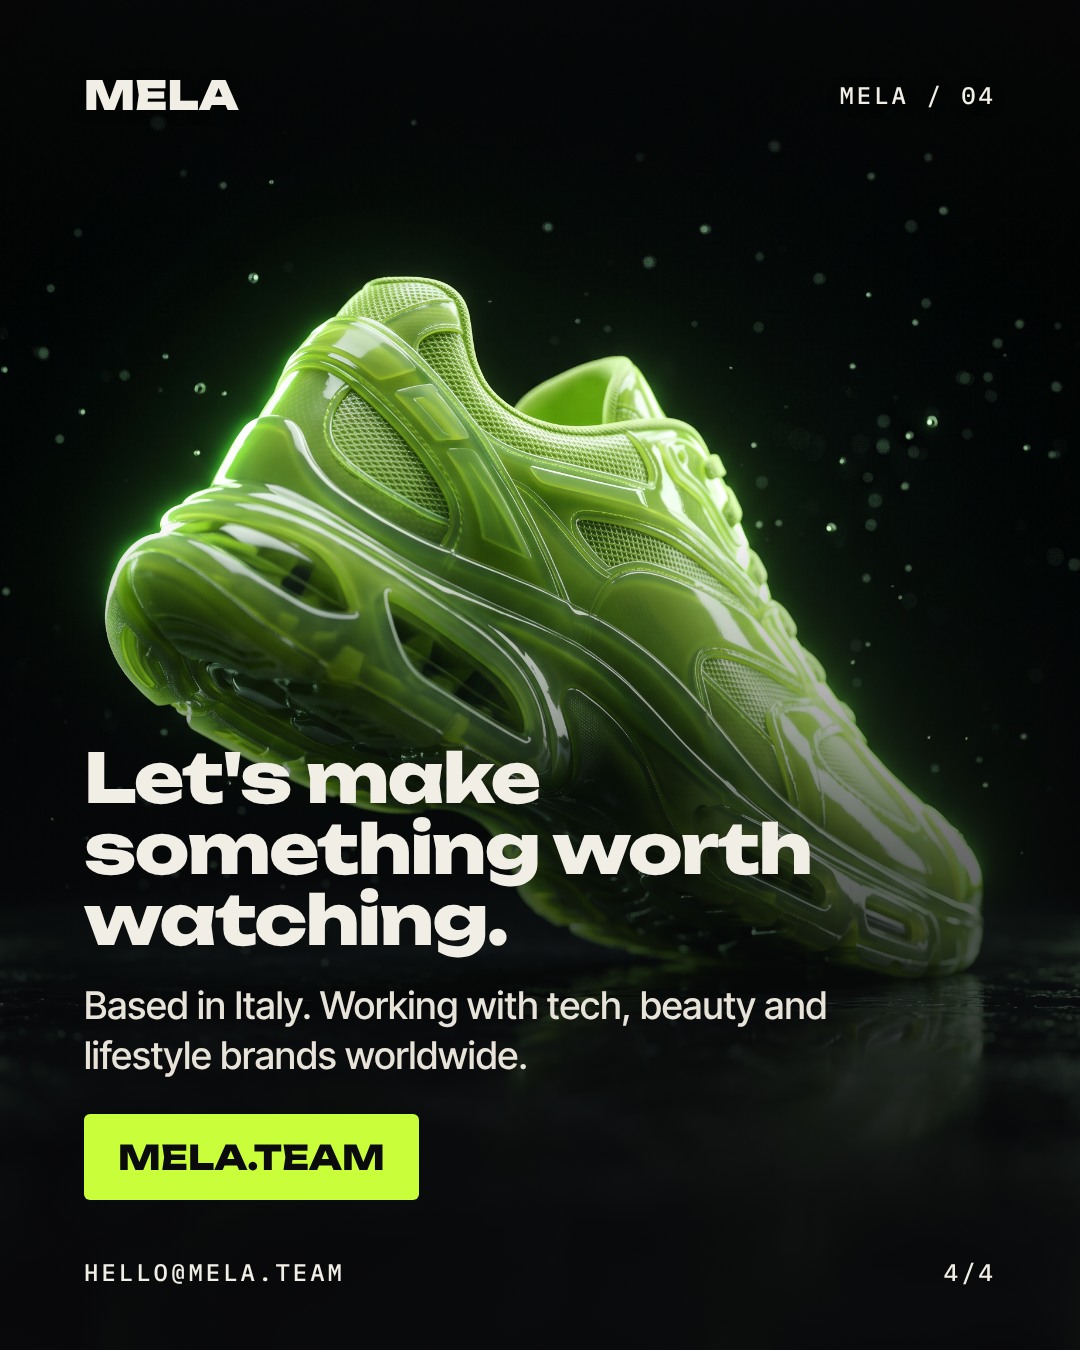 MELA
MELA / 04
Let's make
something worth
watching.
Based in Italy. Working with tech, beauty and
lifestyle brands worldwide.
MELA.TEAM
HELLO@MELA.TEAM
4/4